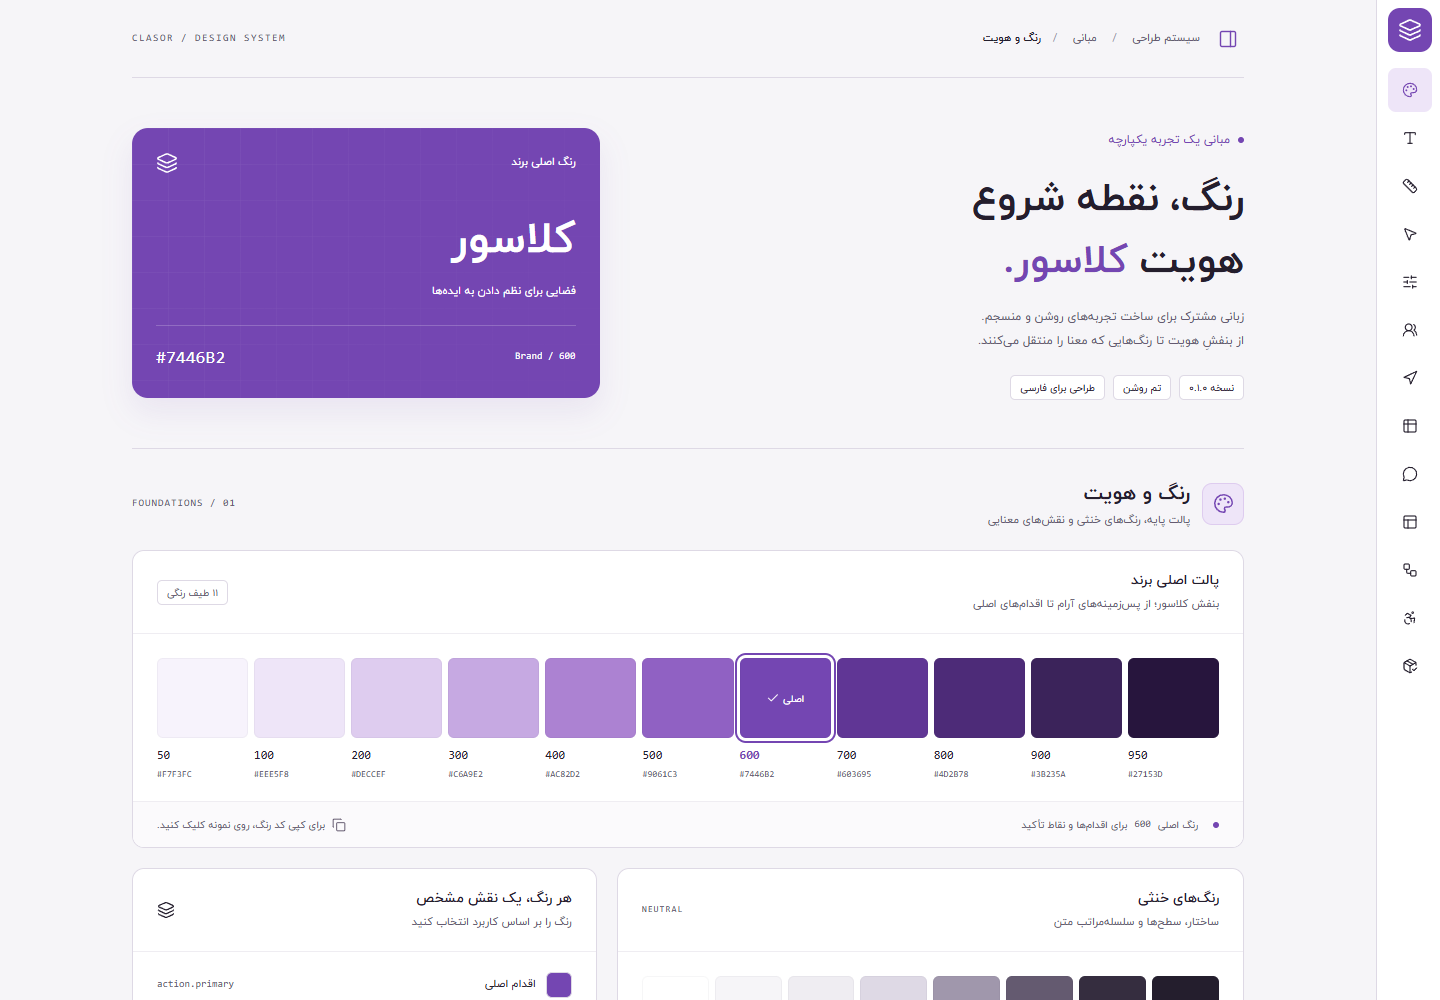 سیستم طراحی / مبانی / رنگ و هویت
CLASOR / DESIGN SYSTEM
مبانی یک تجربه یکپارچه
رنگ، نقطه شروع
هویت کلاسور.
زبانی مشترک برای ساخت تجربه‌های روشن و منسجم.
از بنفشِ هویت تا رنگ‌هایی که معنا را منتقل می‌کنند.
نسخه ۰.۱.۰
تم روشن
طراحی برای فارسی
رنگ اصلی برند
کلاسور
فضایی برای نظم دادن به ایده‌ها
Brand / 600
#7446B2
رنگ و هویت
پالت پایه، رنگ‌های خنثی و نقش‌های معنایی
FOUNDATIONS / 01
پالت اصلی برند
بنفش کلاسور؛ از پس‌زمینه‌های آرام تا اقدام‌های اصلی
۱۱ طیف رنگی
اصلی
50 100 200 300 400 500 600 700 800 900 950
#F7F3FC #EEE5F8 #DECCEF #C6A9E2 #AC82D2 #9061C3 #7446B2 #603695 #4D2B78 #3B235A #27153D
رنگ اصلی 600 برای اقدام‌ها و نقاط تأکید
برای کپی کد رنگ، روی نمونه کلیک کنید.
رنگ‌های خنثی
ساختار، سطح‌ها و سلسله‌مراتب متن
NEUTRAL
هر رنگ، یک نقش مشخص
رنگ را بر اساس کاربرد انتخاب کنید
اقدام اصلی
action.primary